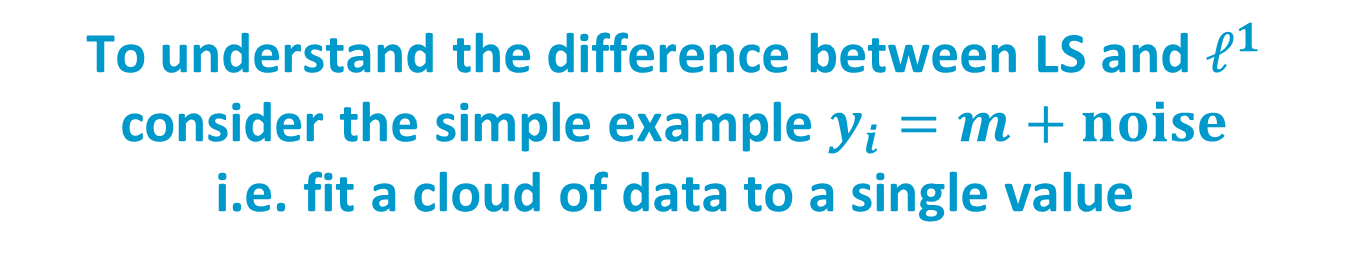 To understand the difference between LS and ℓ¹
consider the simple example yᵢ = m + noise
i.e. fit a cloud of data to a single value